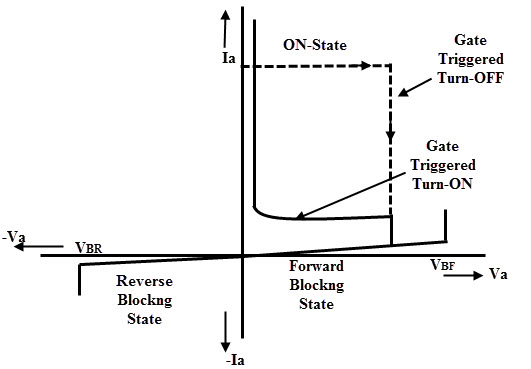 Ia
ON-State
Gate
Triggered
Turn-OFF
Gate
Triggered
Turn-ON
-Va
VBR
Reverse
Blockng
State
Forward
Blockng
State
VBF
Va
-Ia